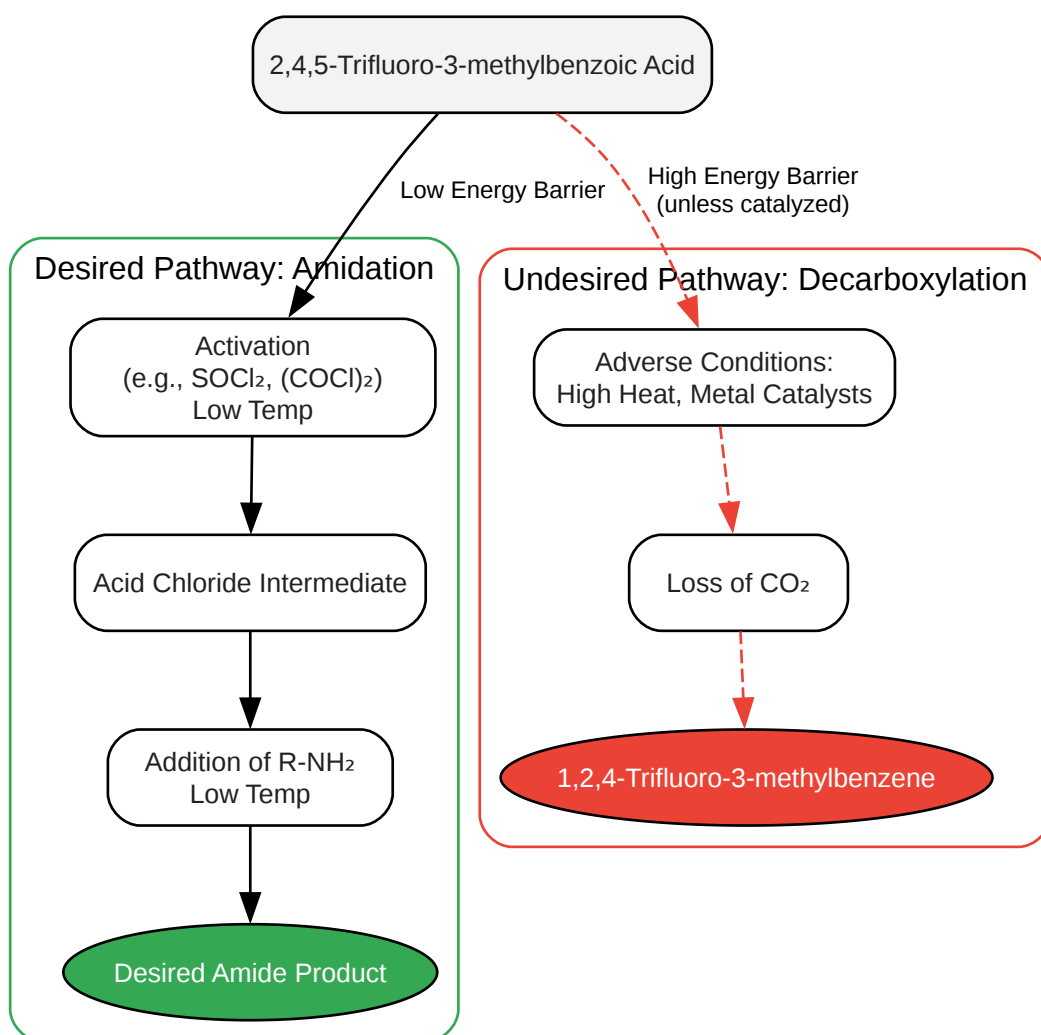 2,4,5-Trifluoro-3-methylbenzoic Acid
Low Energy Barrier
High Energy Barrier
(unless catalyzed)
Desired Pathway: Amidation
Activation
(e.g., SOCl₂, (COCl)₂)
Low Temp
Acid Chloride Intermediate
Addition of R-NH₂
Low Temp
Desired Amide Product
Undesired Pathway: Decarboxylation
Adverse Conditions:
High Heat, Metal Catalysts
Loss of CO₂
1,2,4-Trifluoro-3-methylbenzene